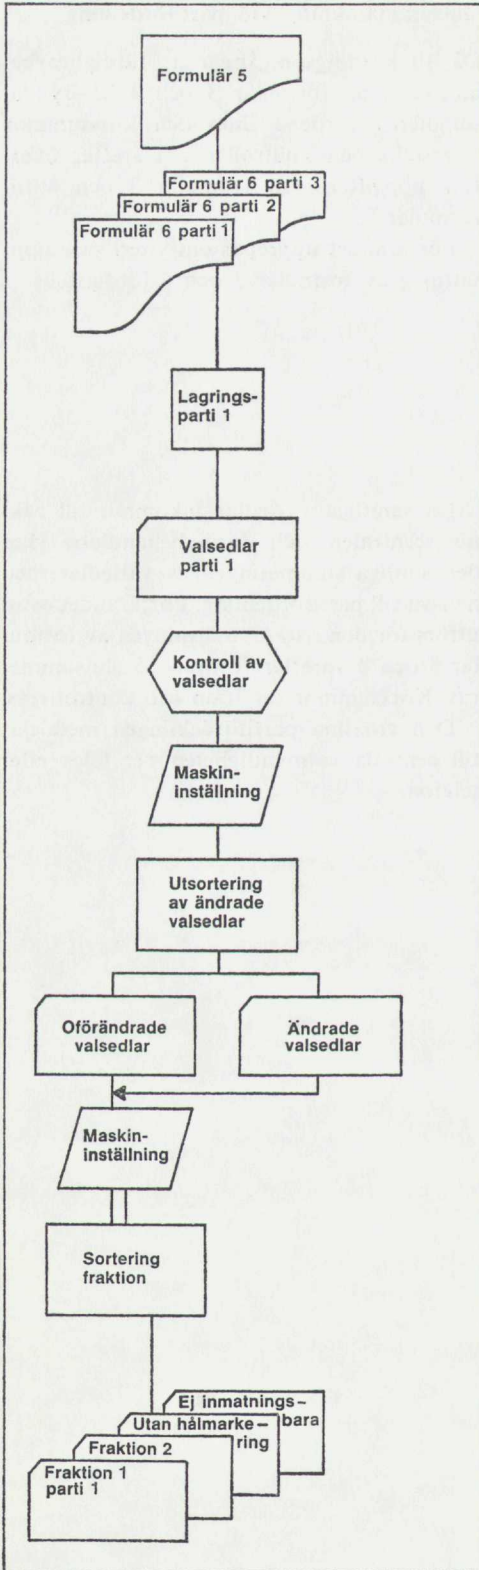 Formulär 5
Formulär 6 parti 3
Formulär 6 parti 2
Formulär 6 parti 1
Lagrings-
parti 1
Valsedlar
parti 1
Kontroll av
valsedlar
Maskin-
inställning
Utsortering
av ändrade
valsedlar
Oförändrade
valsedlar
Ändrade
valsedlar
Maskin-
inställning
Sortering
fraktion
Ej inmatnings-
bara
Utan hålmarke-
ring
Fraktion 2
Fraktion 1
parti 1